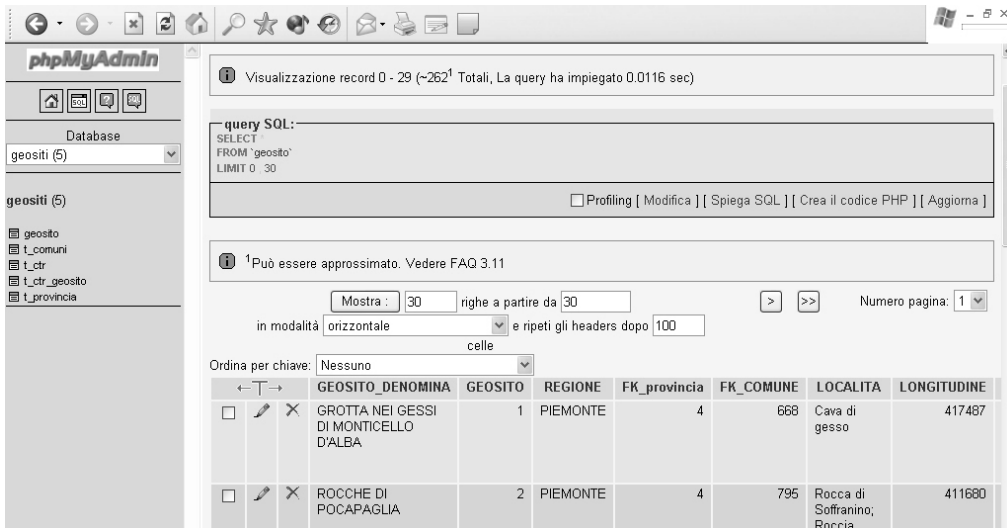 phpMyAdmin
SQL
SQL
Database
geositi (5)
geositi (5)
geosito
t_comuni
t_ctr
t_ctr_geosito
t_provincia
Visualizzazione record 0 - 29 (~262¹ Totali, La query ha impiegato 0.0116 sec)
query SQL:
SELECT *
FROM `geosito`
LIMIT 0 , 30
Profiling [ Modifica ] [ Spiega SQL ] [ Crea il codice PHP ] [ Aggiorna ]
¹Può essere approssimato. Vedere FAQ 3.11
Mostra : 30 righe a partire da 30 > >> Numero pagina: 1
in modalità orizzontale e ripeti gli headers dopo 100
celle
Ordina per chiave: Nessuno
←T→ GEOSITO_DENOMINA GEOSITO REGIONE FK_provincia FK_COMUNE LOCALITA LONGITUDINE
GROTTA NEI GESSI 1 PIEMONTE 4 668 Cava di 417487
DI MONTICELLO gesso
D'ALBA
ROCCHE DI 2 PIEMONTE 4 795 Rocca di 411680
POCAPAGLIA Soffranino;
Roccia